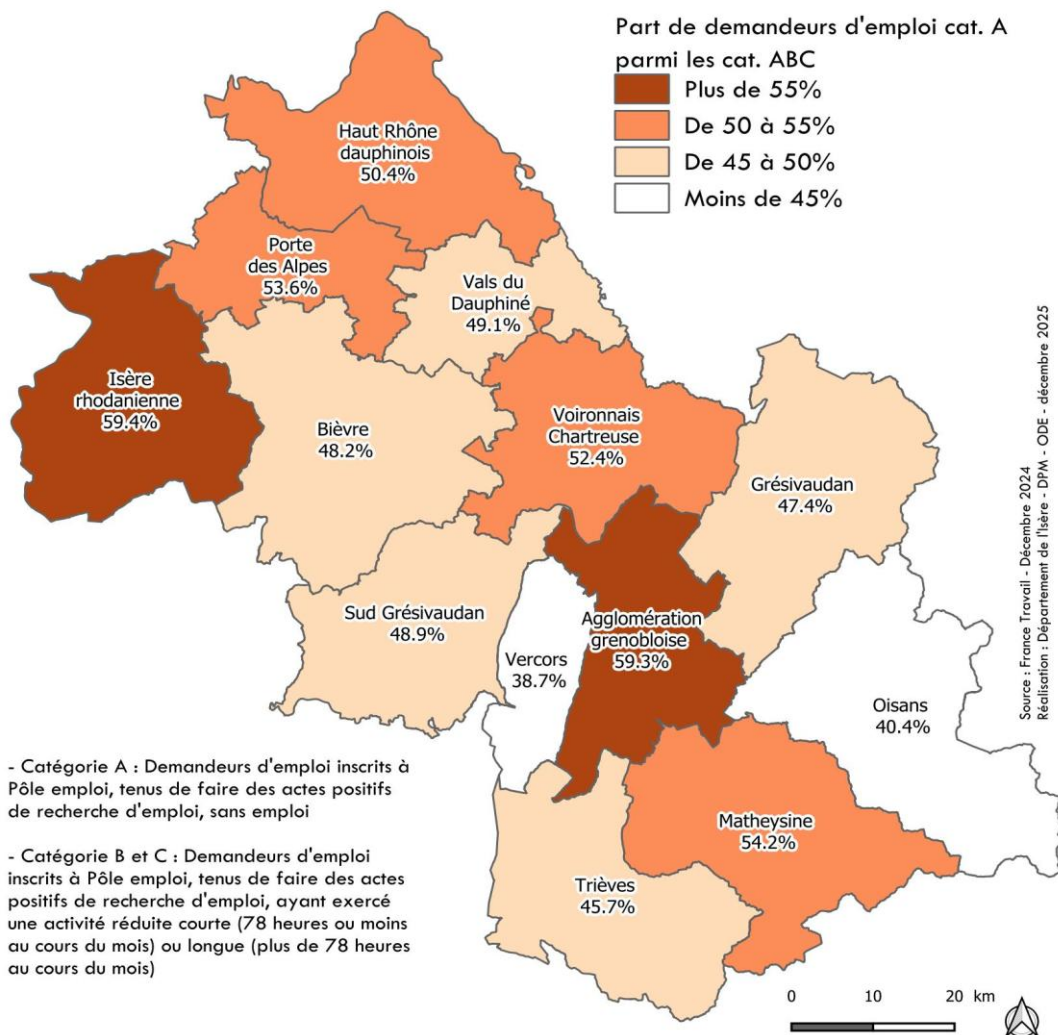 Part de demandeurs d'emploi cat. A
parmi les cat. ABC
Plus de 55%
De 50 à 55%
De 45 à 50%
Moins de 45%
Haut Rhône
dauphinois
50.4%
Porte
des Alpes
53.6%
Vals du
Dauphiné
49.1%
Isère
rhodanienne
59.4%
Bièvre
48.2%
Voironnais
Chartreuse
52.4%
Grésivaudan
47.4%
Sud Grésivaudan
48.9%
Vercors
38.7%
Agglomération
grenobloise
59.3%
Oisans
40.4%
Matheysine
54.2%
Trièves
45.7%
Source : France Travail - Décembre 2024
Réalisation : Département de l'Isère - DPM - ODE - décembre 2025
- Catégorie A : Demandeurs d'emploi inscrits à
Pôle emploi, tenus de faire des actes positifs
de recherche d'emploi, sans emploi
- Catégorie B et C : Demandeurs d'emploi
inscrits à Pôle emploi, tenus de faire des actes
positifs de recherche d'emploi, ayant exercé
une activité réduite courte (78 heures ou moins
au cours du mois) ou longue (plus de 78 heures
au cours du mois)
0 10 20 km